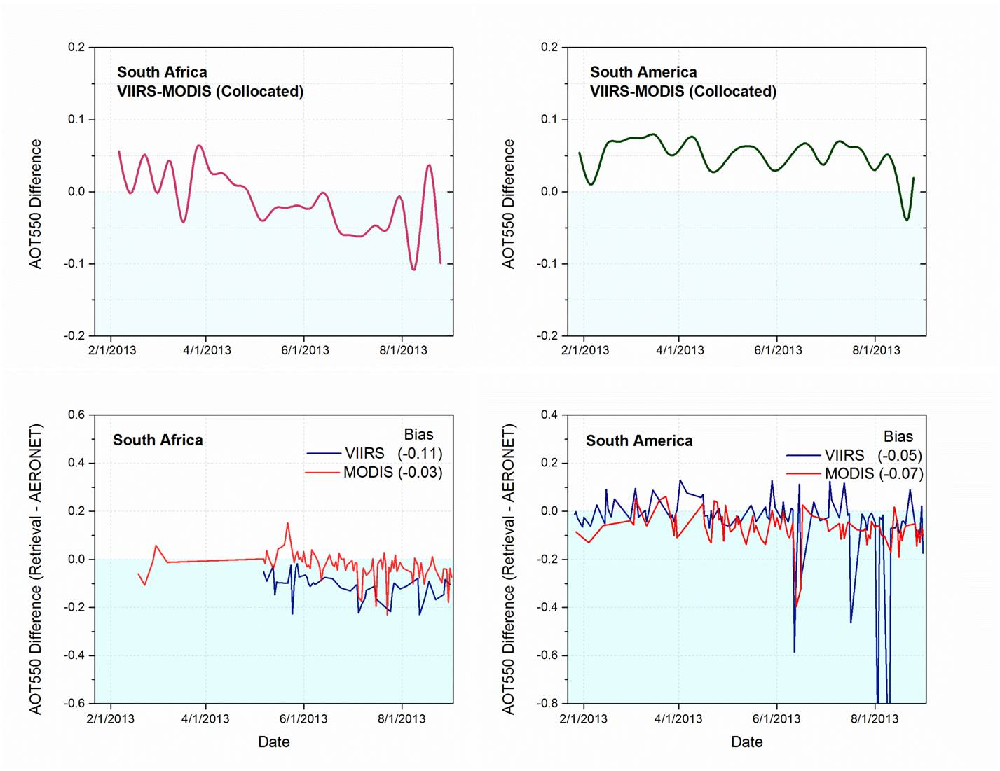 South Africa
VIIRS-MODIS (Collocated)
AOT550 Difference
0.2
0.1
0.0
-0.1
-0.2
2/1/2013 4/1/2013 6/1/2013 8/1/2013
South America
VIIRS-MODIS (Collocated)
AOT550 Difference
0.2
0.1
0.0
-0.1
-0.2
2/1/2013 4/1/2013 6/1/2013 8/1/2013
South Africa
Bias
VIIRS (-0.11)
MODIS (-0.03)
AOT550 Difference (Retrieval - AERONET)
0.6
0.4
0.2
0.0
-0.2
-0.4
-0.6
2/1/2013 4/1/2013 6/1/2013 8/1/2013
Date
South America
Bias
VIIRS (-0.05)
MODIS (-0.07)
AOT550 Difference (Retrieval - AERONET)
0.4
0.2
0.0
-0.2
-0.4
-0.6
-0.8
2/1/2013 4/1/2013 6/1/2013 8/1/2013
Date